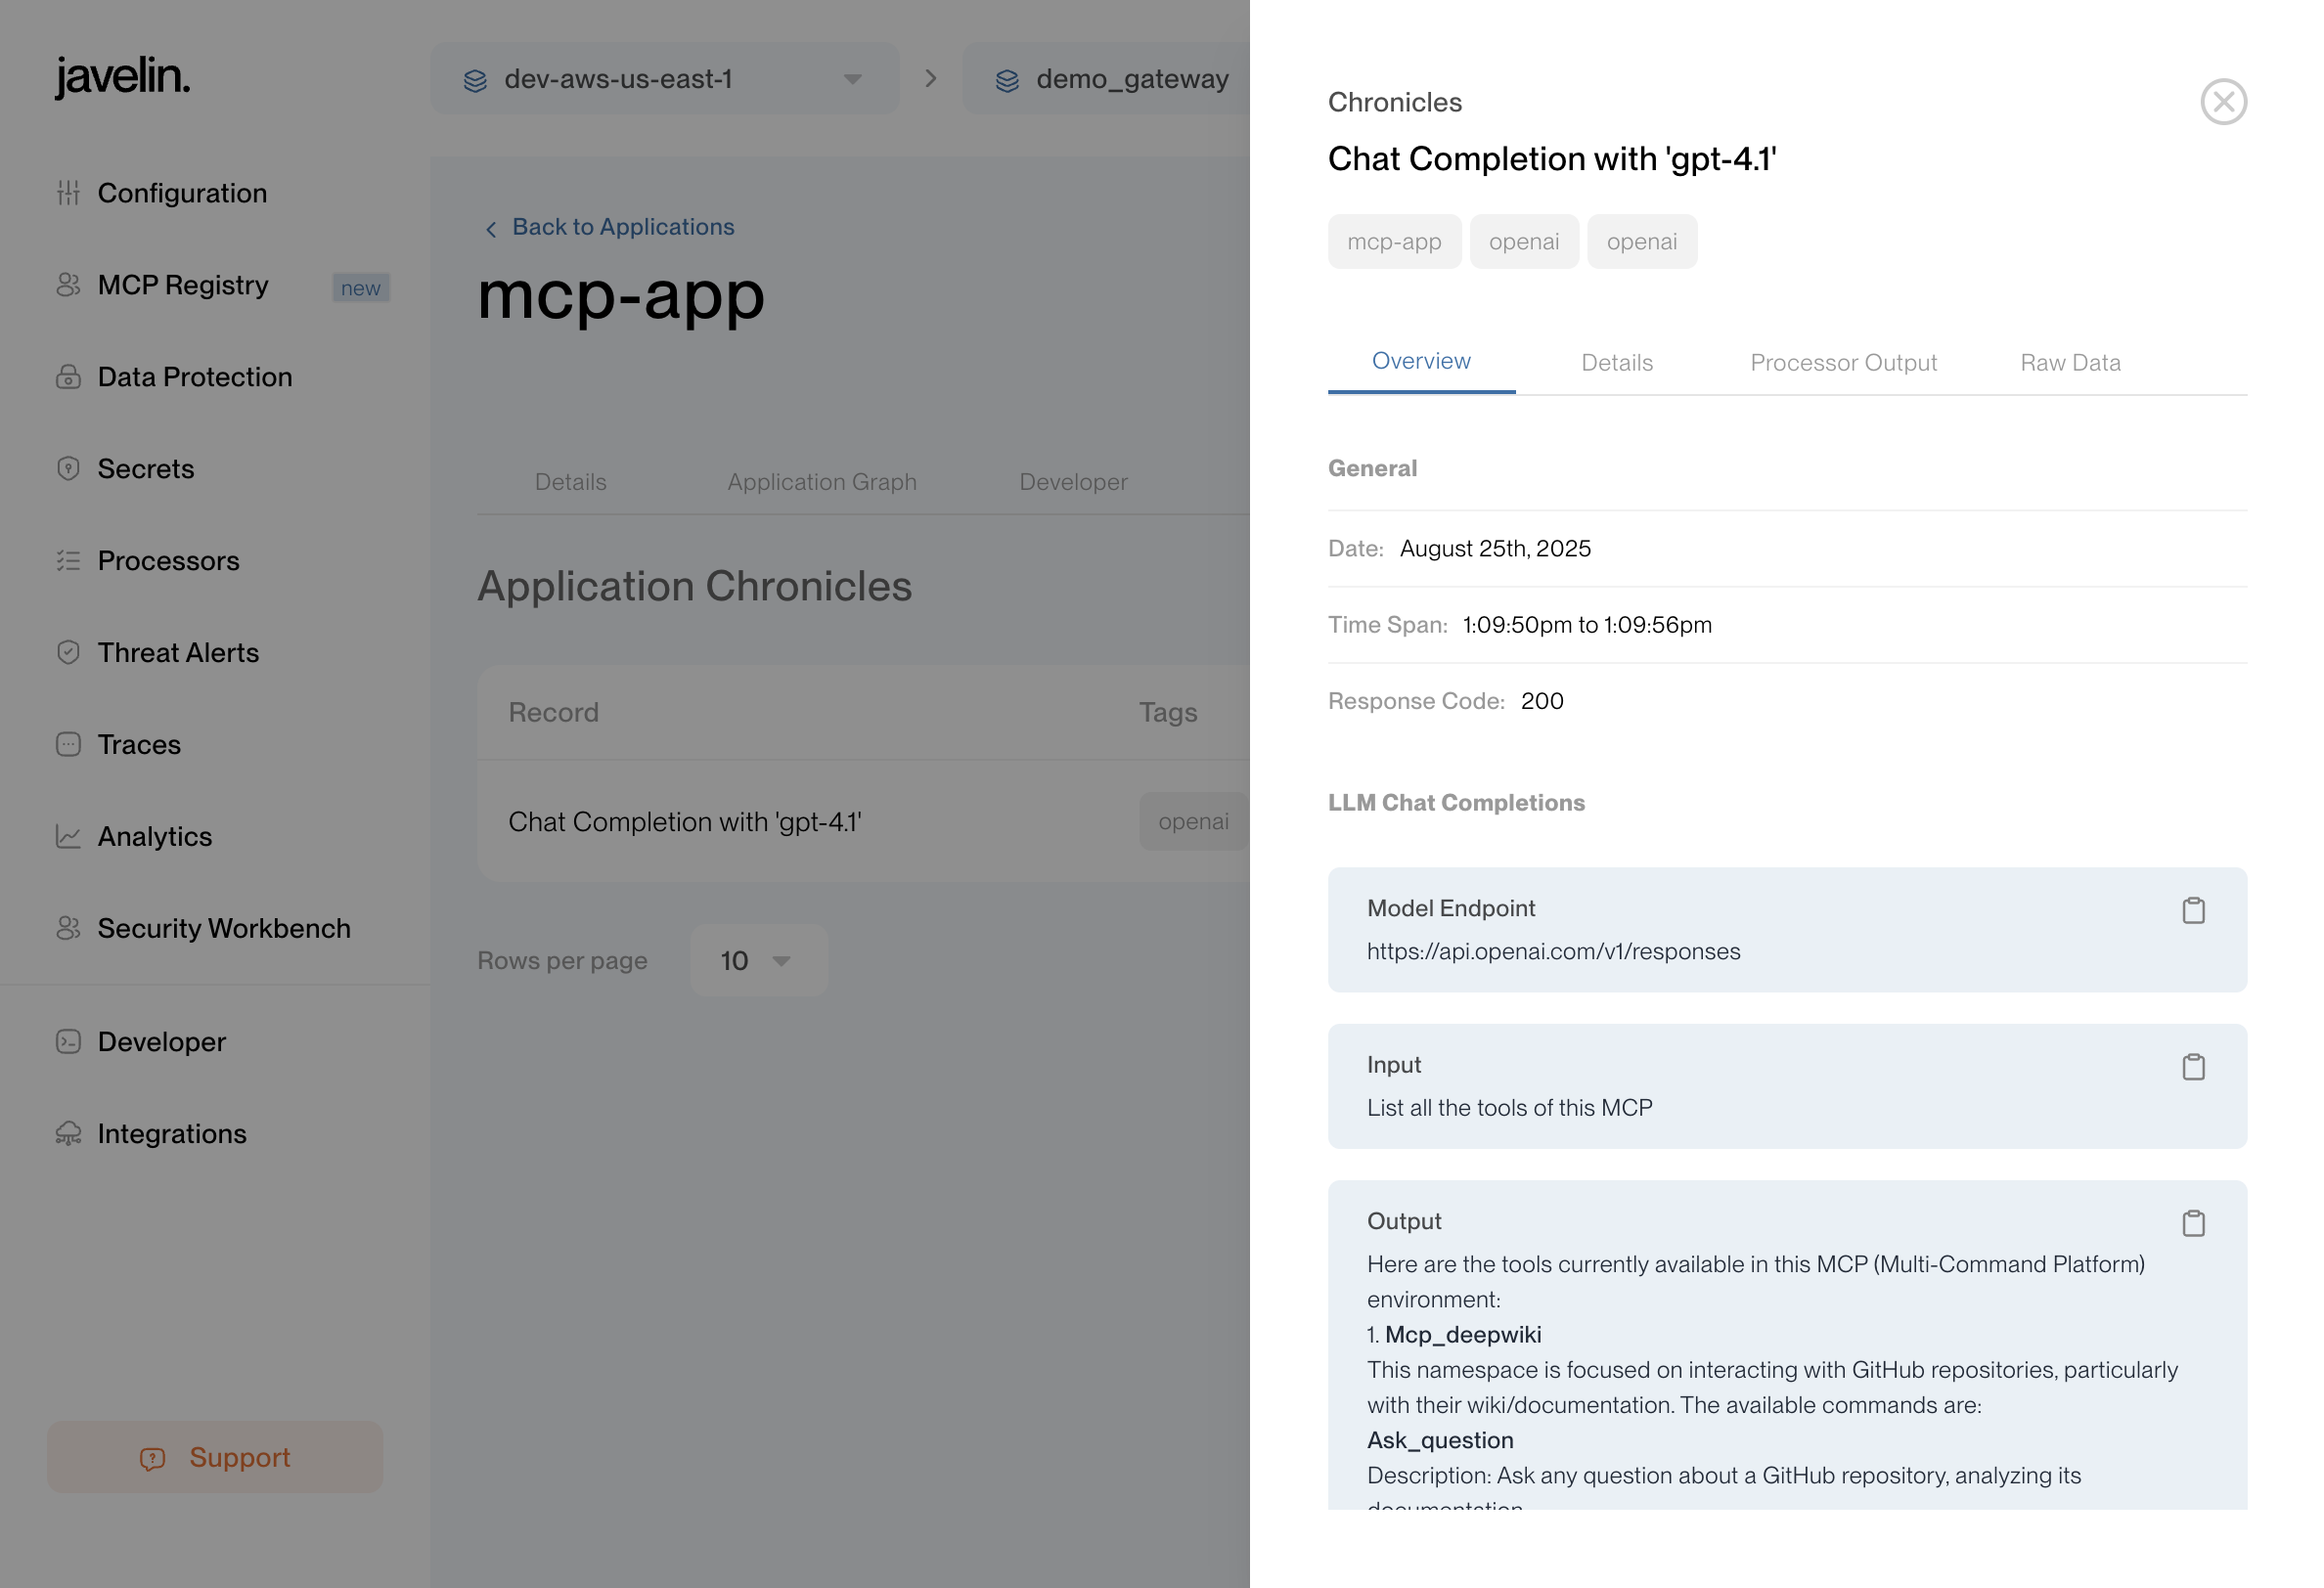 javelin.
dev-aws-us-east-1
demo_gateway
Configuration
MCP Registry
new
Data Protection
Secrets
Processors
Threat Alerts
Traces
Analytics
Security Workbench
Developer
Integrations
Support
Back to Applications
mcp-app
Details
Application Graph
Developer
Application Chronicles
Record
Tags
Chat Completion with 'gpt-4.1'
openai
Rows per page
10
Chronicles
Chat Completion with 'gpt-4.1'
mcp-app
openai
openai
Overview
Details
Processor Output
Raw Data
General
Date: August 25th, 2025
Time Span: 1:09:50pm to 1:09:56pm
Response Code: 200
LLM Chat Completions
Model Endpoint
https://api.openai.com/v1/responses
Input
List all the tools of this MCP
Output
Here are the tools currently available in this MCP (Multi-Command Platform)
environment:
1. Mcp_deepwiki
This namespace is focused on interacting with GitHub repositories, particularly
with their wiki/documentation. The available commands are:
Ask_question
Description: Ask any question about a GitHub repository, analyzing its
documentation